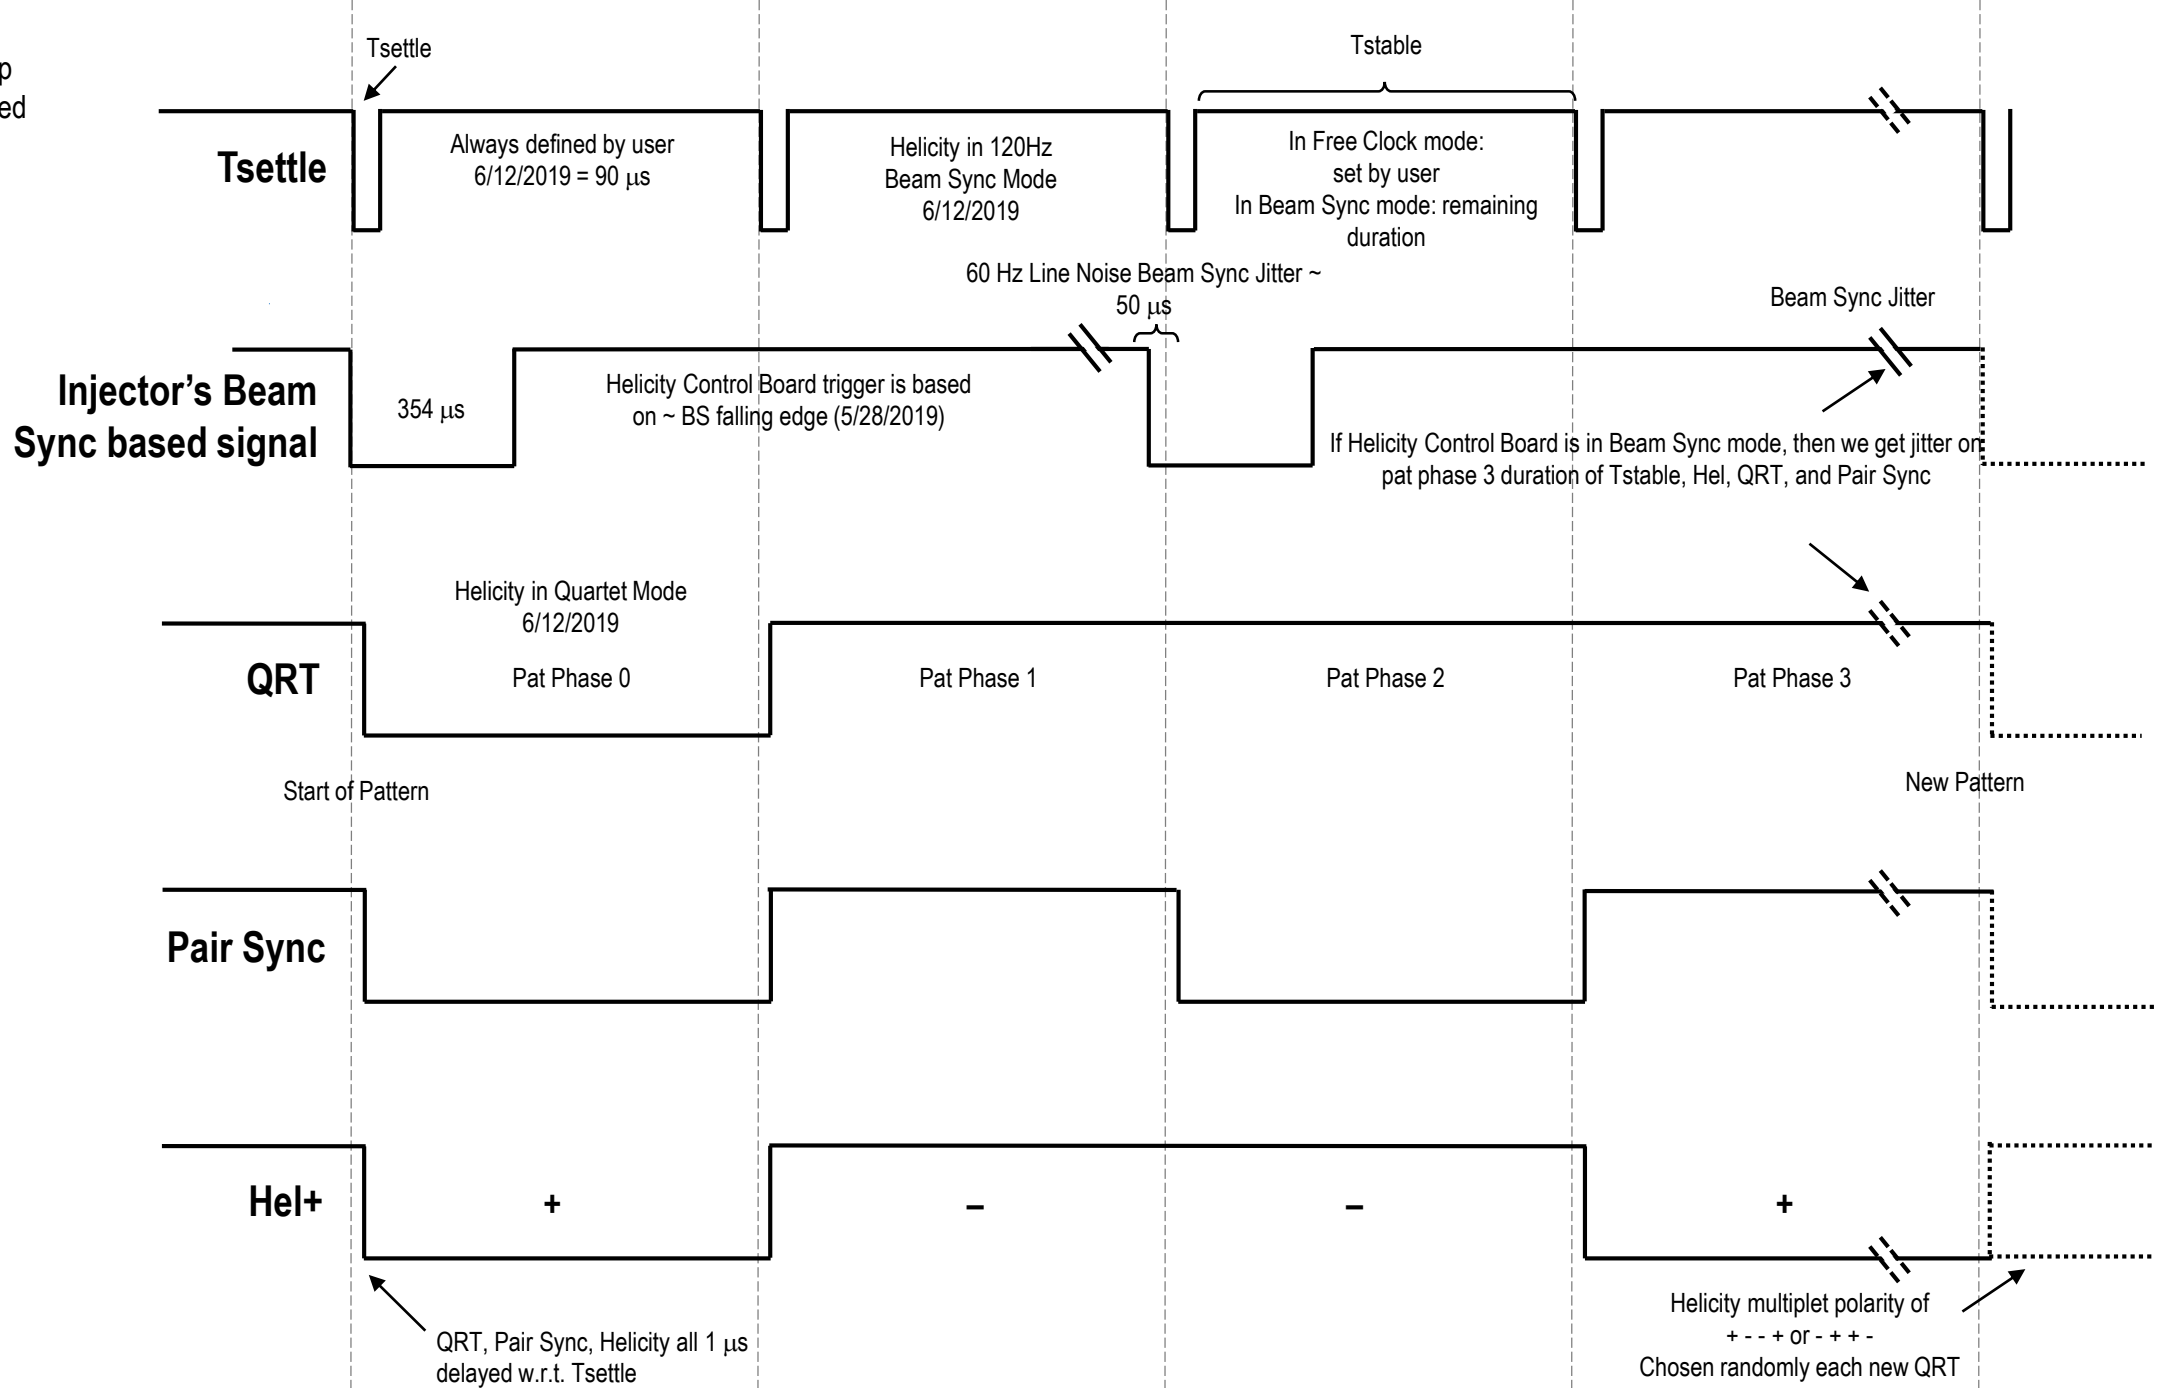 p
ed
Tsettle
Tstable
Tsettle
Always defined by user
6/12/2019 = 90 μs
Helicity in 120Hz
Beam Sync Mode
6/12/2019
In Free Clock mode:
set by user
In Beam Sync mode: remaining
duration
60 Hz Line Noise Beam Sync Jitter ~
50 μs
Beam Sync Jitter
Injector's Beam
Sync based signal
354 μs
Helicity Control Board trigger is based
on ~ BS falling edge (5/28/2019)
If Helicity Control Board is in Beam Sync mode, then we get jitter on
pat phase 3 duration of Tstable, Hel, QRT, and Pair Sync
Helicity in Quartet Mode
6/12/2019
QRT
Pat Phase 0
Pat Phase 1
Pat Phase 2
Pat Phase 3
Start of Pattern
New Pattern
Pair Sync
Hel+
+
–
–
+
QRT, Pair Sync, Helicity all 1 μs
delayed w.r.t. Tsettle
Helicity multiplet polarity of
+ - - + or - + + -
Chosen randomly each new QRT